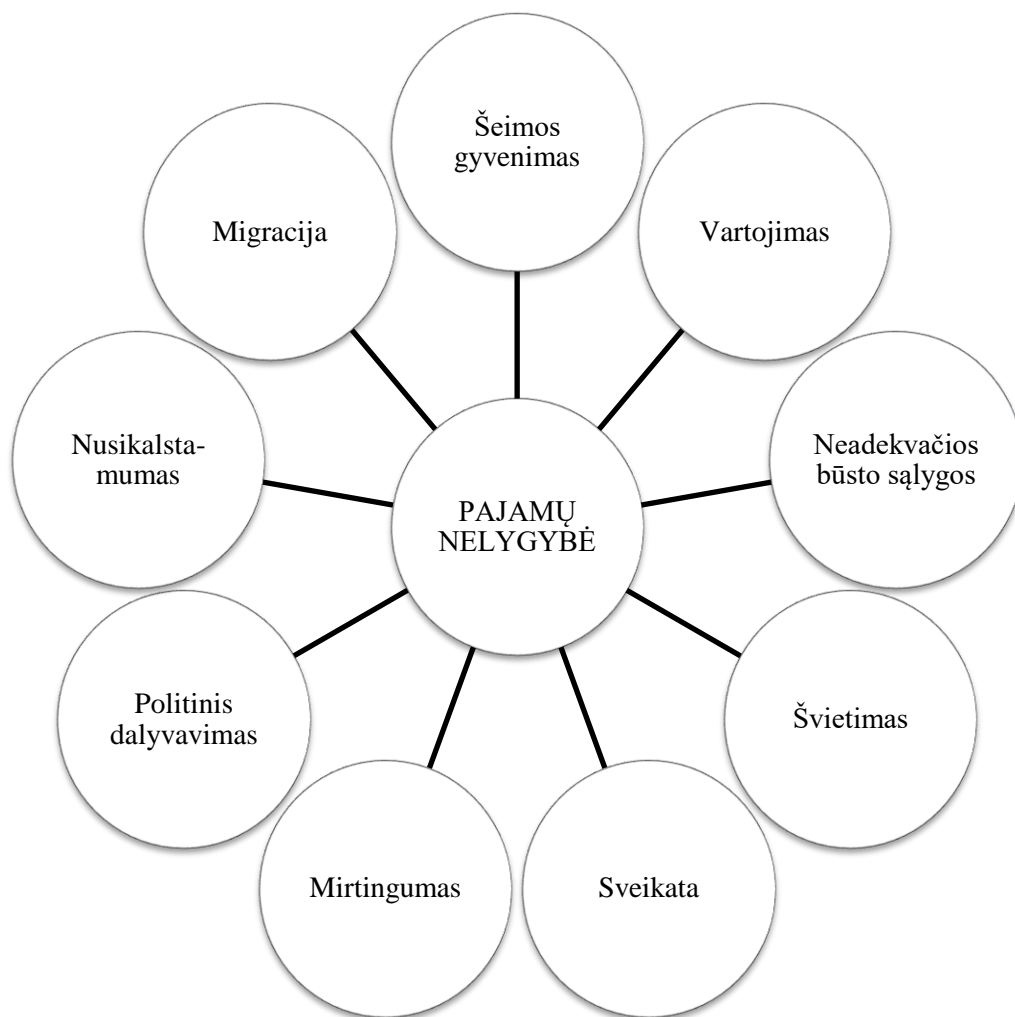 Šeimos
gyvenimas
Vartojimas
Neadekvačios
būsto sąlygos
Švietimas
Sveikata
Mirtingumas
Politinis
dalyvavimas
Nusikalsta-
mumas
Migracija
PAJAMŲ
NELYGYBĖ